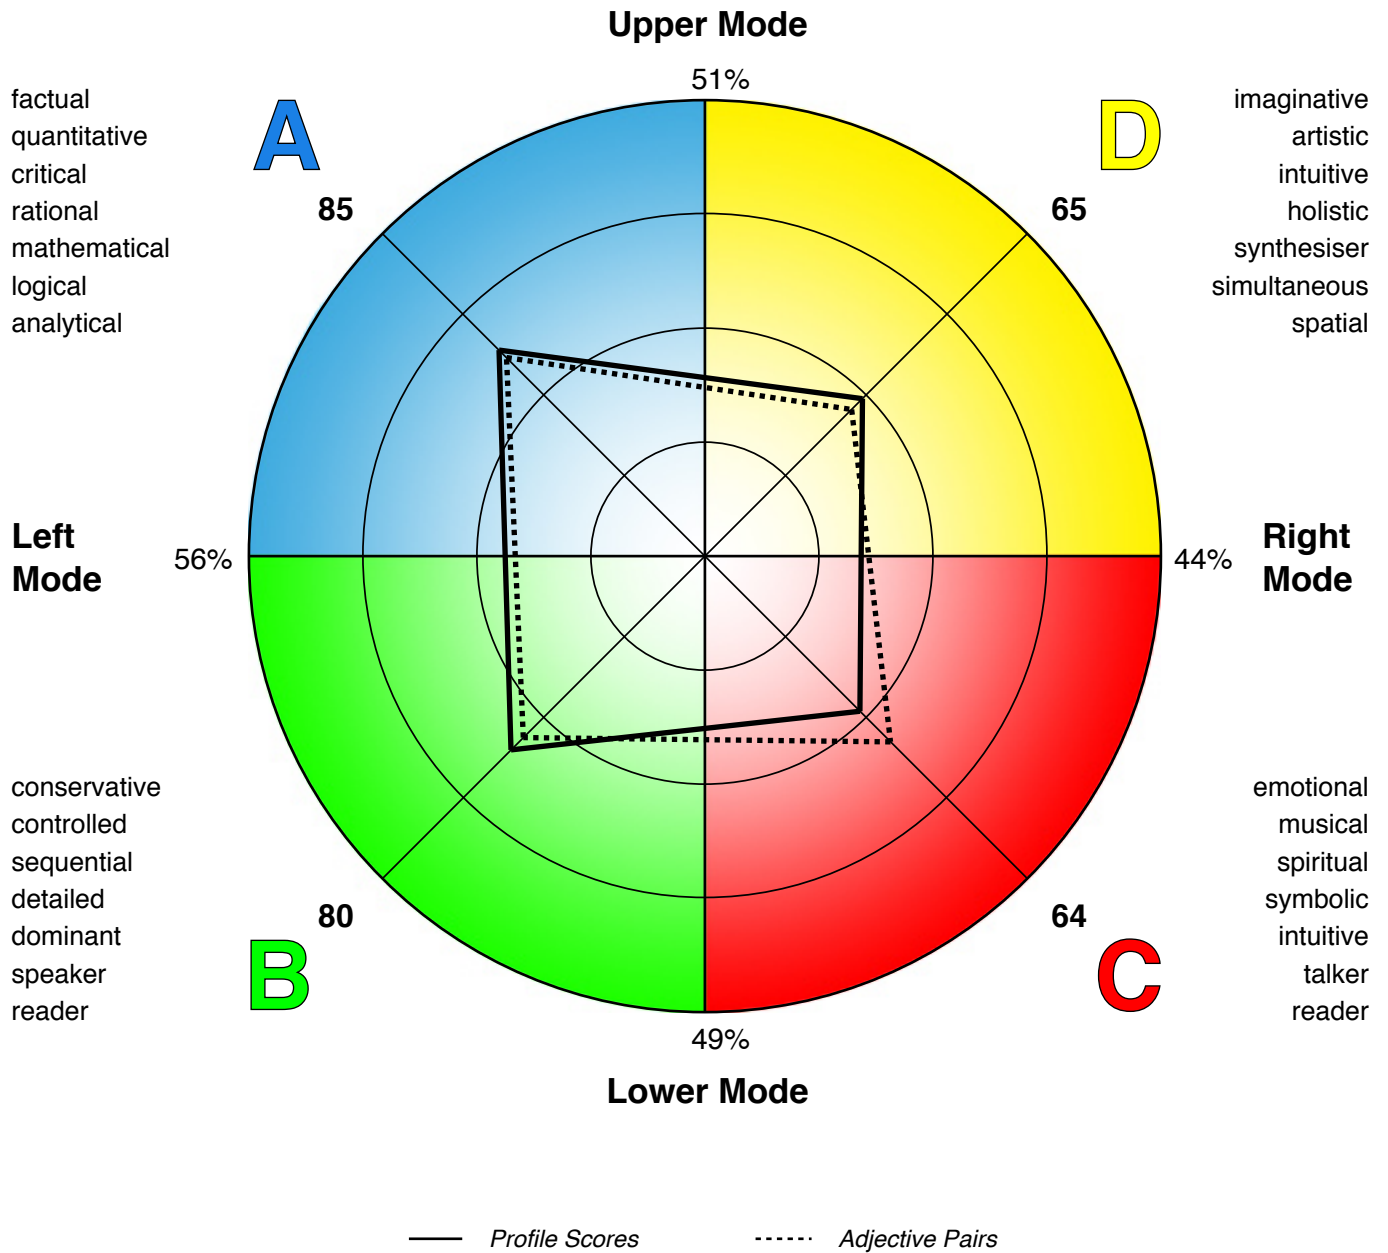 Upper Mode
51%
A
D
factual
quantitative
critical
rational
mathematical
logical
analytical
imaginative
artistic
intuitive
holistic
synthesiser
simultaneous
spatial
85
65
Left
Mode
56%
44%
Right
Mode
conservative
controlled
sequential
detailed
dominant
speaker
reader
emotional
musical
spiritual
symbolic
intuitive
talker
reader
80
64
B
C
49%
Lower Mode
Profile Scores
Adjective Pairs